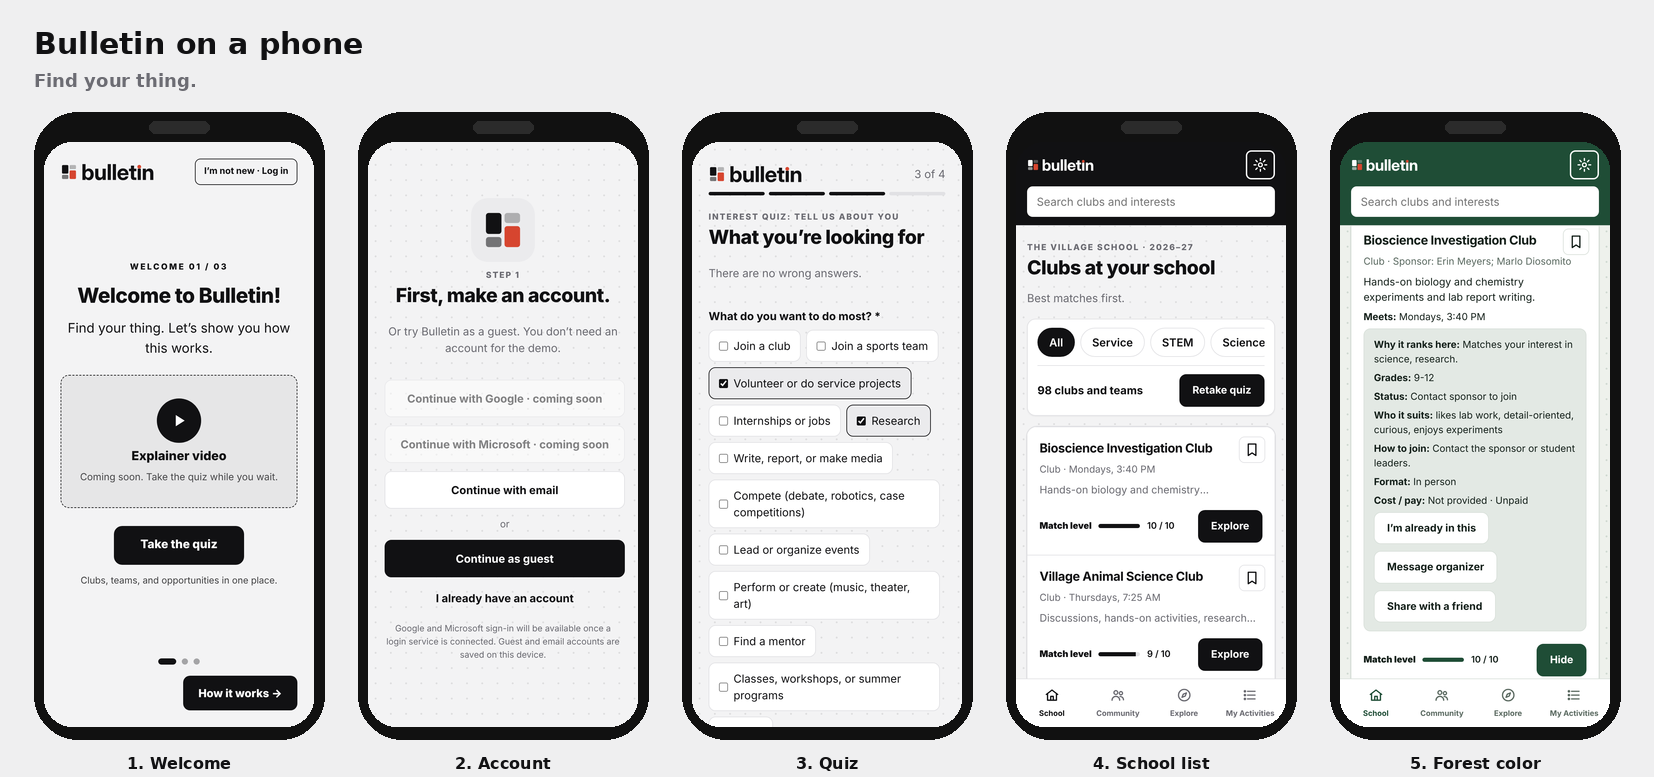 Bulletin on a phone
Find your thing.
bulletin
I'm not new · Log in
WELCOME 01 / 03
Welcome to Bulletin!
Find your thing. Let's show you how
this works.
Explainer video
Coming soon. Take the quiz while you wait.
Take the quiz
Clubs, teams, and opportunities in one place.
How it works →
1. Welcome
STEP 1
First, make an account.
Or try Bulletin as a guest. You don't need an
account for the demo.
Continue with Google · coming soon
Continue with Microsoft · coming soon
Continue with email
or
Continue as guest
I already have an account
Google and Microsoft sign-in will be available once a
login service is connected. Guest and email accounts are
saved on this device.
2. Account
bulletin
3 of 4
INTEREST QUIZ: TELL US ABOUT YOU
What you're looking for
There are no wrong answers.
What do you want to do most? *
Join a club
Join a sports team
Volunteer or do service projects
Internships or jobs
Research
Write, report, or make media
Compete (debate, robotics, case
competitions)
Lead or organize events
Perform or create (music, theater,
art)
Find a mentor
Classes, workshops, or summer
programs
3. Quiz
bulletin
Search clubs and interests
THE VILLAGE SCHOOL · 2026–27
Clubs at your school
Best matches first.
All
Service
STEM
Science
98 clubs and teams
Retake quiz
Bioscience Investigation Club
Club · Mondays, 3:40 PM
Hands-on biology and chemistry...
Match level
10 / 10
Explore
Village Animal Science Club
Club · Thursdays, 7:25 AM
Discussions, hands-on activities, research...
Match level
9 / 10
Explore
School
Community
Explore
My Activities
4. School list
bulletin
Search clubs and interests
Bioscience Investigation Club
Club · Sponsor: Erin Meyers; Marlo Diosomito
Hands-on biology and chemistry
experiments and lab report writing.
Meets: Mondays, 3:40 PM
Why it ranks here: Matches your interest in
science, research.
Grades: 9-12
Status: Contact sponsor to join
Who it suits: likes lab work, detail-oriented,
curious, enjoys experiments
How to join: Contact the sponsor or student
leaders.
Format: In person
Cost / pay: Not provided · Unpaid
I'm already in this
Message organizer
Share with a friend
Match level
10 / 10
Hide
School
Community
Explore
My Activities
5. Forest color